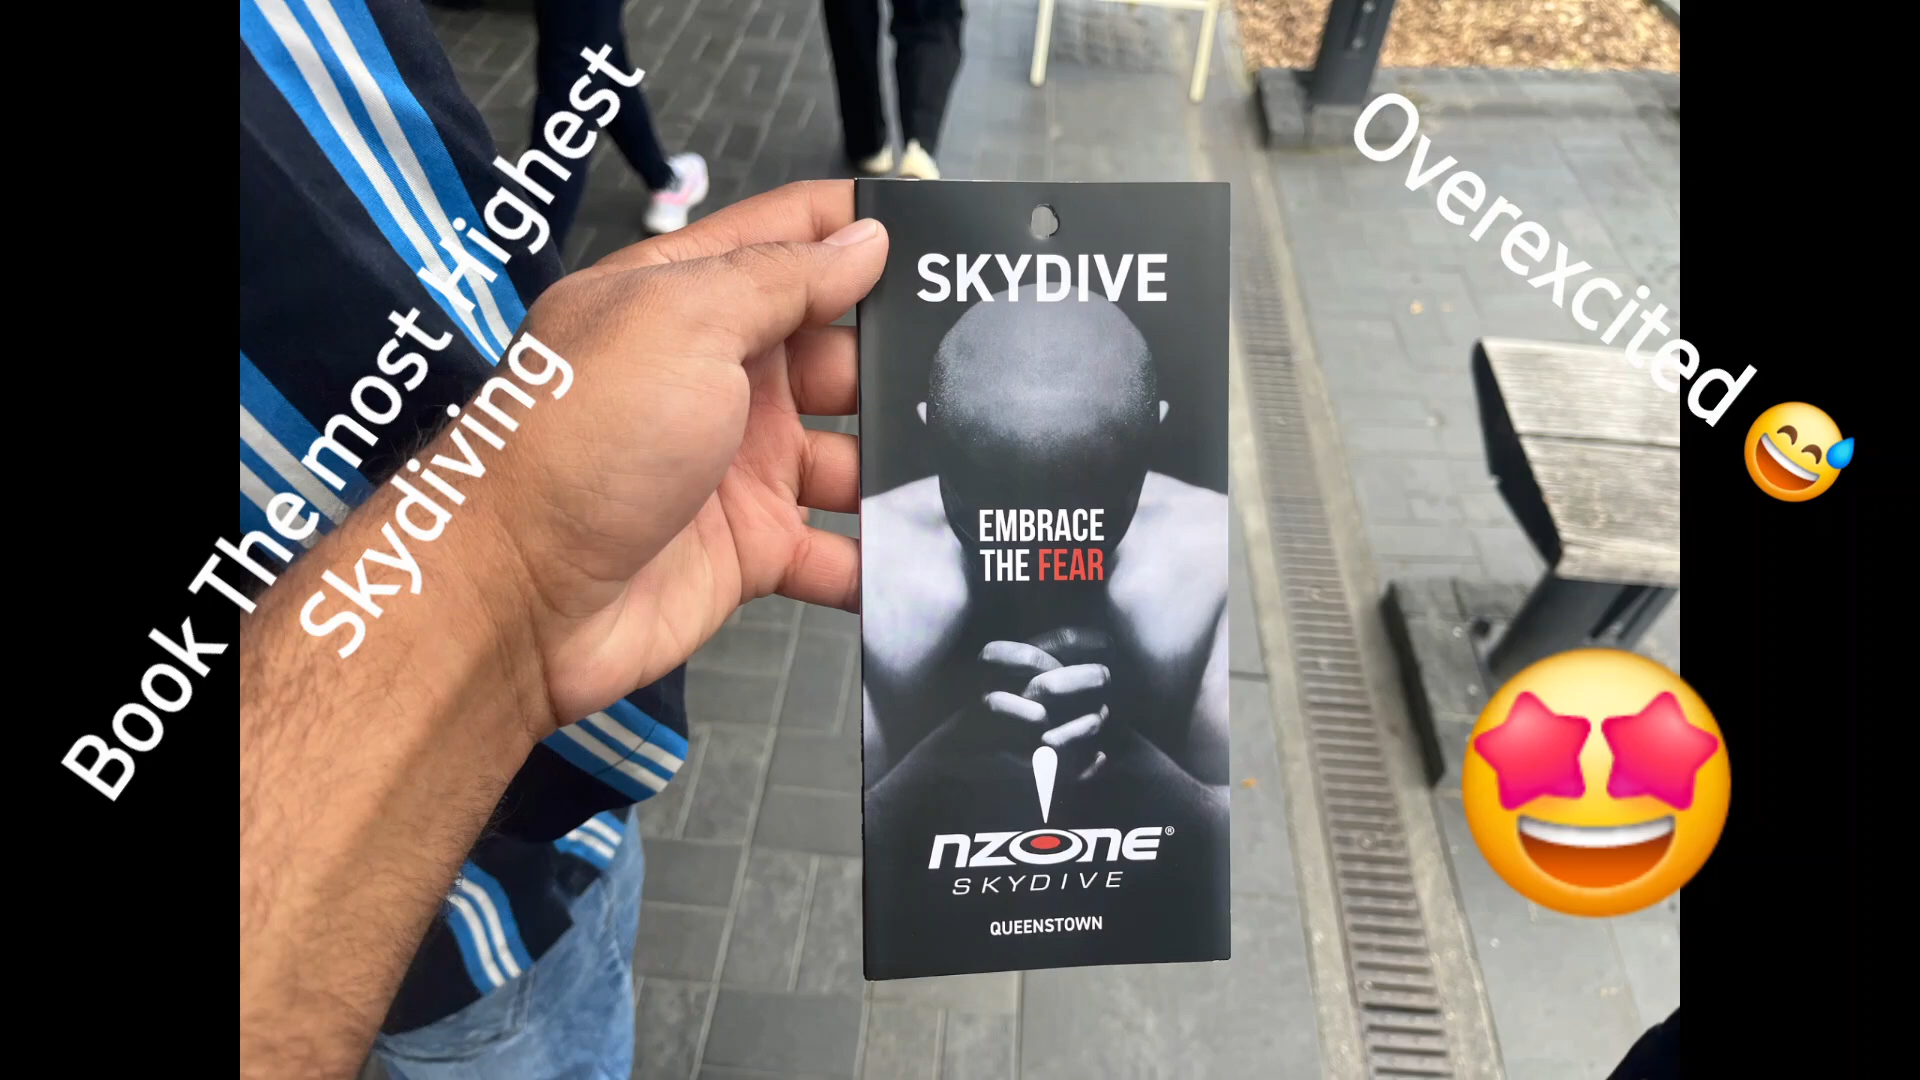 Book The most Highest
Skydiving
Overexcited 😅
SKYDIVE
EMBRACE
THE FEAR
nzone®
SKYDIVE
QUEENSTOWN